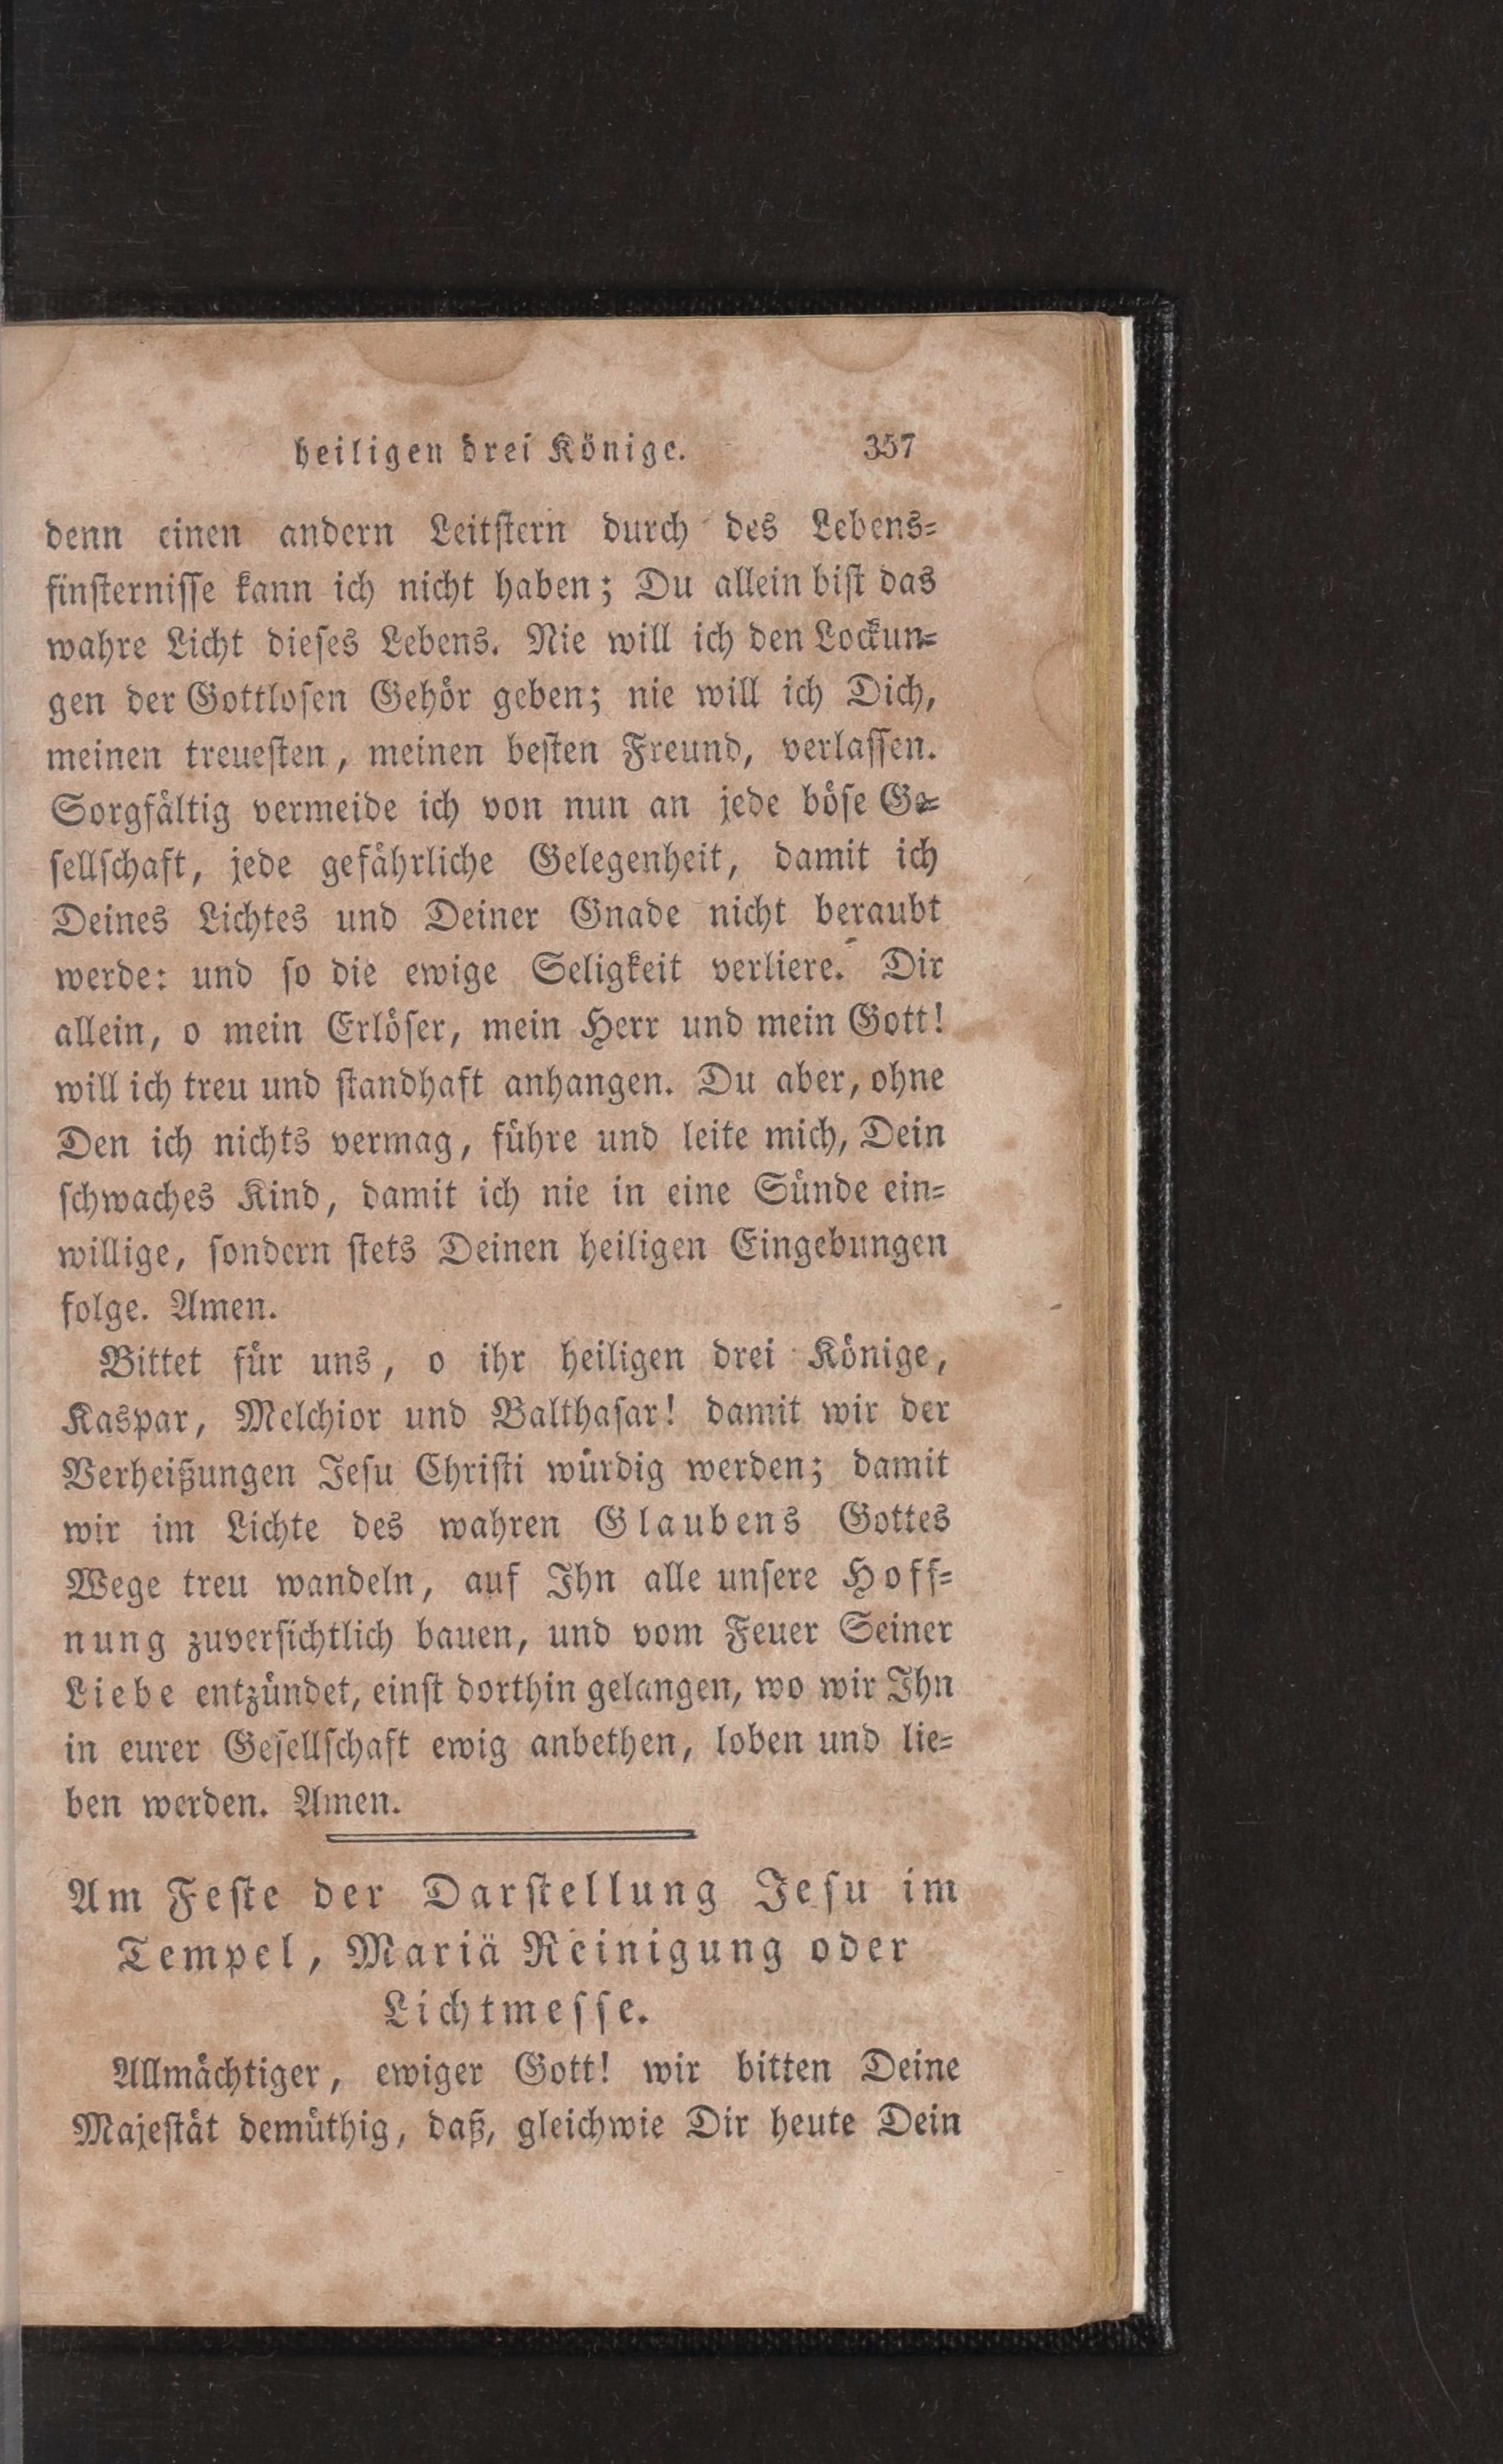 heiligen drei Könige. 357
denn einen andern Leitstern durch des Lebens=
finsternisse kann ich nicht haben; Du allein bist das
wahre Licht dieses Lebens. Nie will ich den Lockun=
gen der Gottlosen Gehör geben; nie will ich Dich,
meinen treuesten, meinen besten Freund, verlassen.
Sorgfältig vermeide ich von nun an jede böse Ge=
sellschaft, jede gefährliche Gelegenheit, damit ich
Deines Lichtes und Deiner Gnade nicht beraubt
werde: und so die ewige Seligkeit verliere. Dir
allein, o mein Erlöser, mein Herr und mein Gott!
will ich treu und standhaft anhangen. Du aber, ohne
Den ich nichts vermag, führe und leite mich, Dein
schwaches Kind, damit ich nie in eine Sünde ein=
willige, sondern stets Deinen heiligen Eingebungen
folge. Amen.
Bittet für uns, o ihr heiligen drei Könige,
Kaspar, Melchior und Balthasar! damit wir der
Verheißungen Jesu Christi würdig werden; damit
wir im Lichte des wahren Glaubens Gottes
Wege treu wandeln, auf Ihn alle unsere Hoff=
nung zuversichtlich bauen, und vom Feuer Seiner
Liebe entzündet, einst dorthin gelangen, wo wir Ihn
in eurer Gesellschaft ewig anbethen, loben und lie=
ben werden. Amen.
Am Feste der Darstellung Jesu im
Tempel, Mariä Reinigung oder
Lichtmesse.
Allmächtiger, ewiger Gott! wir bitten Deine
Majestät demüthig, daß, gleichwie Dir heute Dein